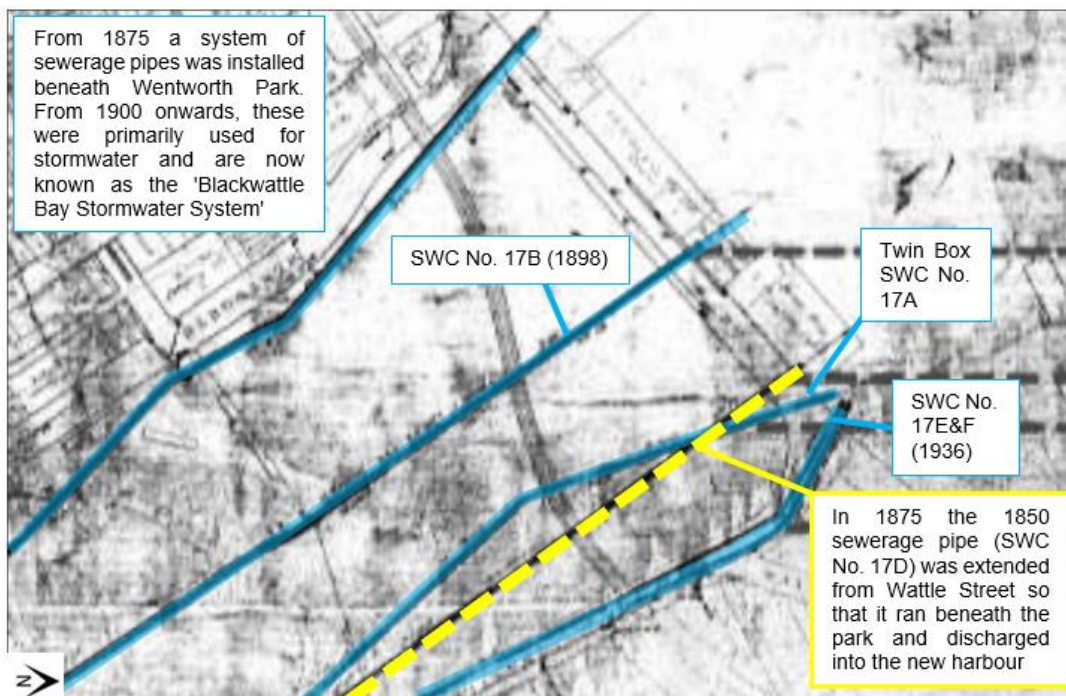 From 1875 a system of
sewerage pipes was installed
beneath Wentworth Park.
From 1900 onwards, these
were primarily used for
stormwater and are now
known as the 'Blackwattle
Bay Stormwater System'
SWC No. 17B (1898)
Twin Box
SWC No.
17A
SWC No.
17E&F
(1936)
In 1875 the 1850
sewerage pipe (SWC
No. 17D) was extended
from Wattle Street so
that it ran beneath the
park and discharged
into the new harbour
N